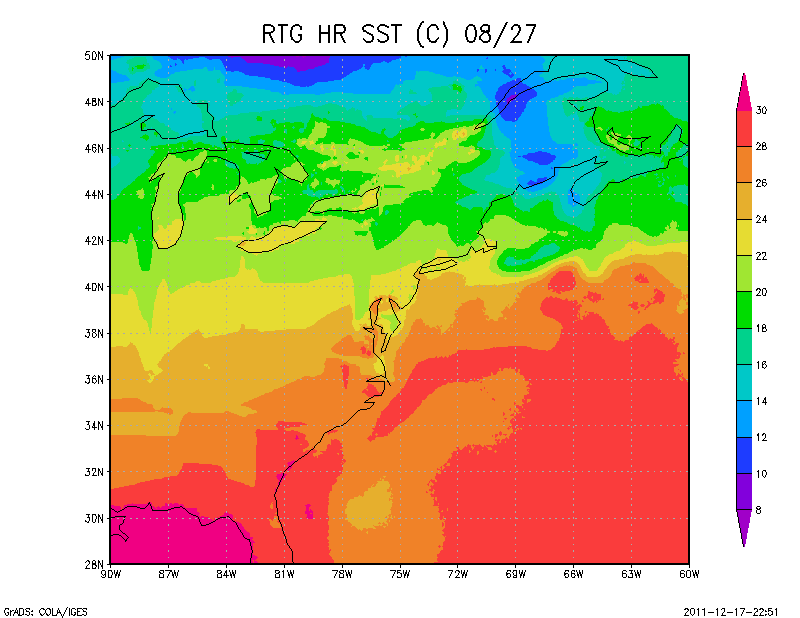 RTG HR SST (C) 08/27
50N
48N
46N
44N
42N
40N
38N
36N
34N
32N
30N
28N
90W 87W 84W 81W 78W 75W 72W 69W 66W 63W 60W
30
28
26
24
22
20
18
16
14
12
10
8
GrADS: COLA/IGES 2011-12-17-22:51